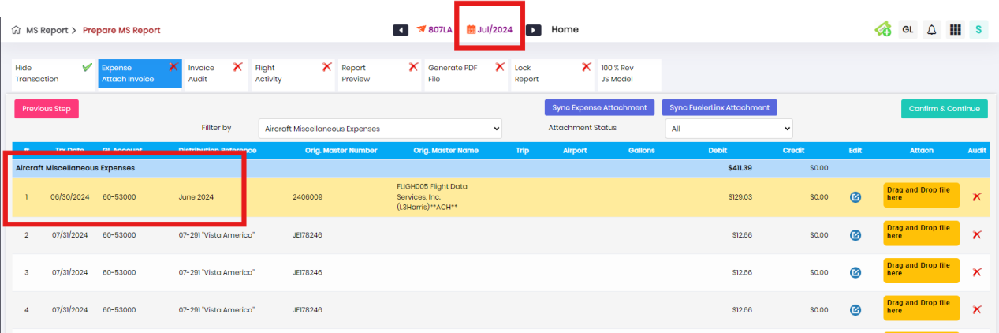 MS Report > Prepare MS Report 807LA Jul/2024 Home GL S
Hide Transaction
Expense Attach Invoice
Invoice Audit
Flight Activity
Report Preview
Generate PDF File
Lock Report
100 % Rev JS Model
Previous Step Sync Expense Attachment Sync FuelerLinx Attachment Confirm & Continue
Filter by Aircraft Miscellaneous Expenses Attachment Status All
# Trx Date GL Account Distribution Reference Orig. Master Number Orig. Master Name Trip Airport Gallons Debit Credit Edit Attach Audit
Aircraft Miscellaneous Expenses $411.39 $0.00
1 06/30/2024 60-53000 June 2024 2406009 FLIGH005 Flight Data Services, Inc. (L3Harris)**ACH** $129.03 $0.00 Drag and Drop file here
2 07/31/2024 60-53000 07-291 "Vista America" JE178246 $12.66 $0.00 Drag and Drop file here
3 07/31/2024 60-53000 07-291 "Vista America" JE178246 $12.66 $0.00 Drag and Drop file here
4 07/31/2024 60-53000 07-291 "Vista America" JE178246 $12.66 $0.00 Drag and Drop file here